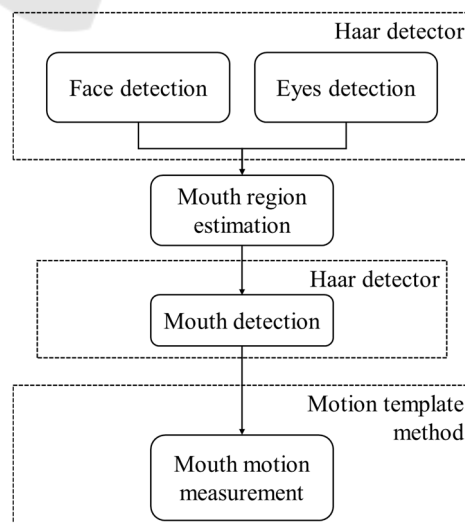 Haar detector
Face detection
Eyes detection
Mouth region
estimation
Haar detector
Mouth detection
Motion template
method
Mouth motion
measurement